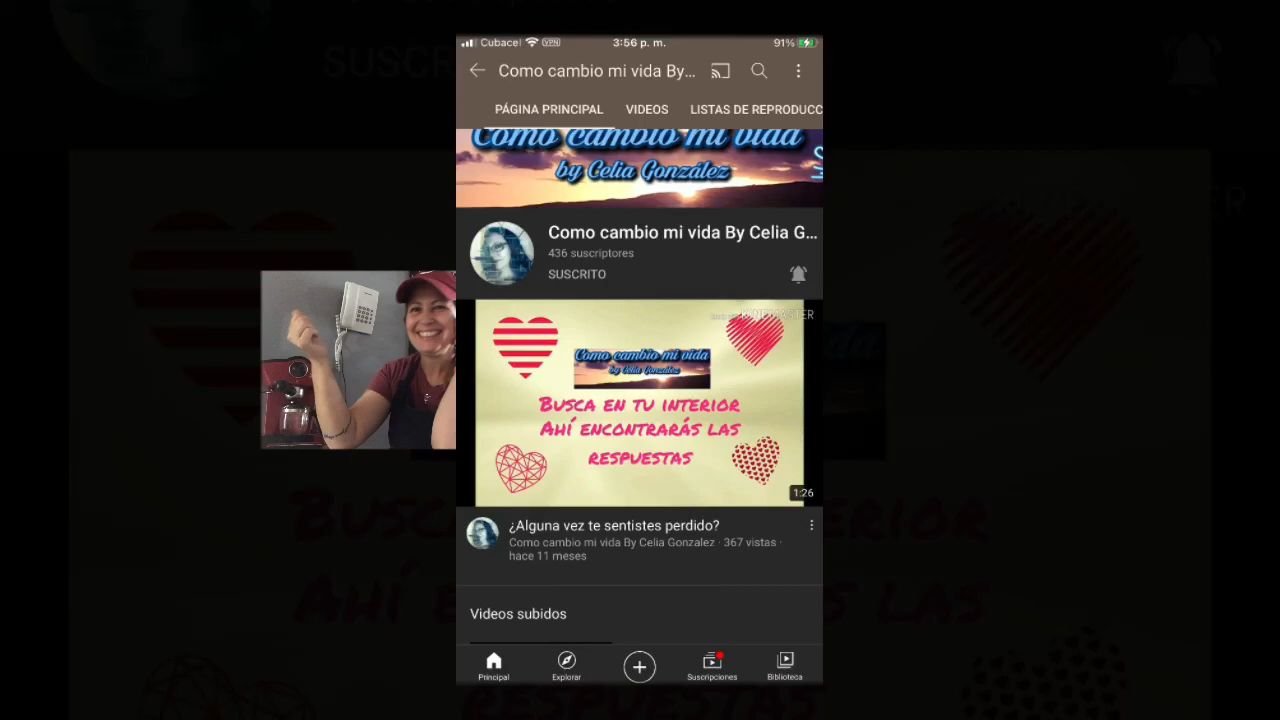 Cubacel VPN 3:56 p. m. 91%
Como cambio mi vida By...
PÁGINA PRINCIPAL VIDEOS LISTAS DE REPRODUCC
Como cambio mi vida
by Celia González
Como cambio mi vida By Celia G...
436 suscriptores
SUSCRITO
KINEMASTER
Como cambio mi vida
by Celia González
Busca en tu interior
Ahí encontrarás las
respuestas
1:26
¿Alguna vez te sentistes perdido?
Como cambio mi vida By Celia Gonzalez · 367 vistas ·
hace 11 meses
Videos subidos
Principal Explorar Suscripciones Biblioteca